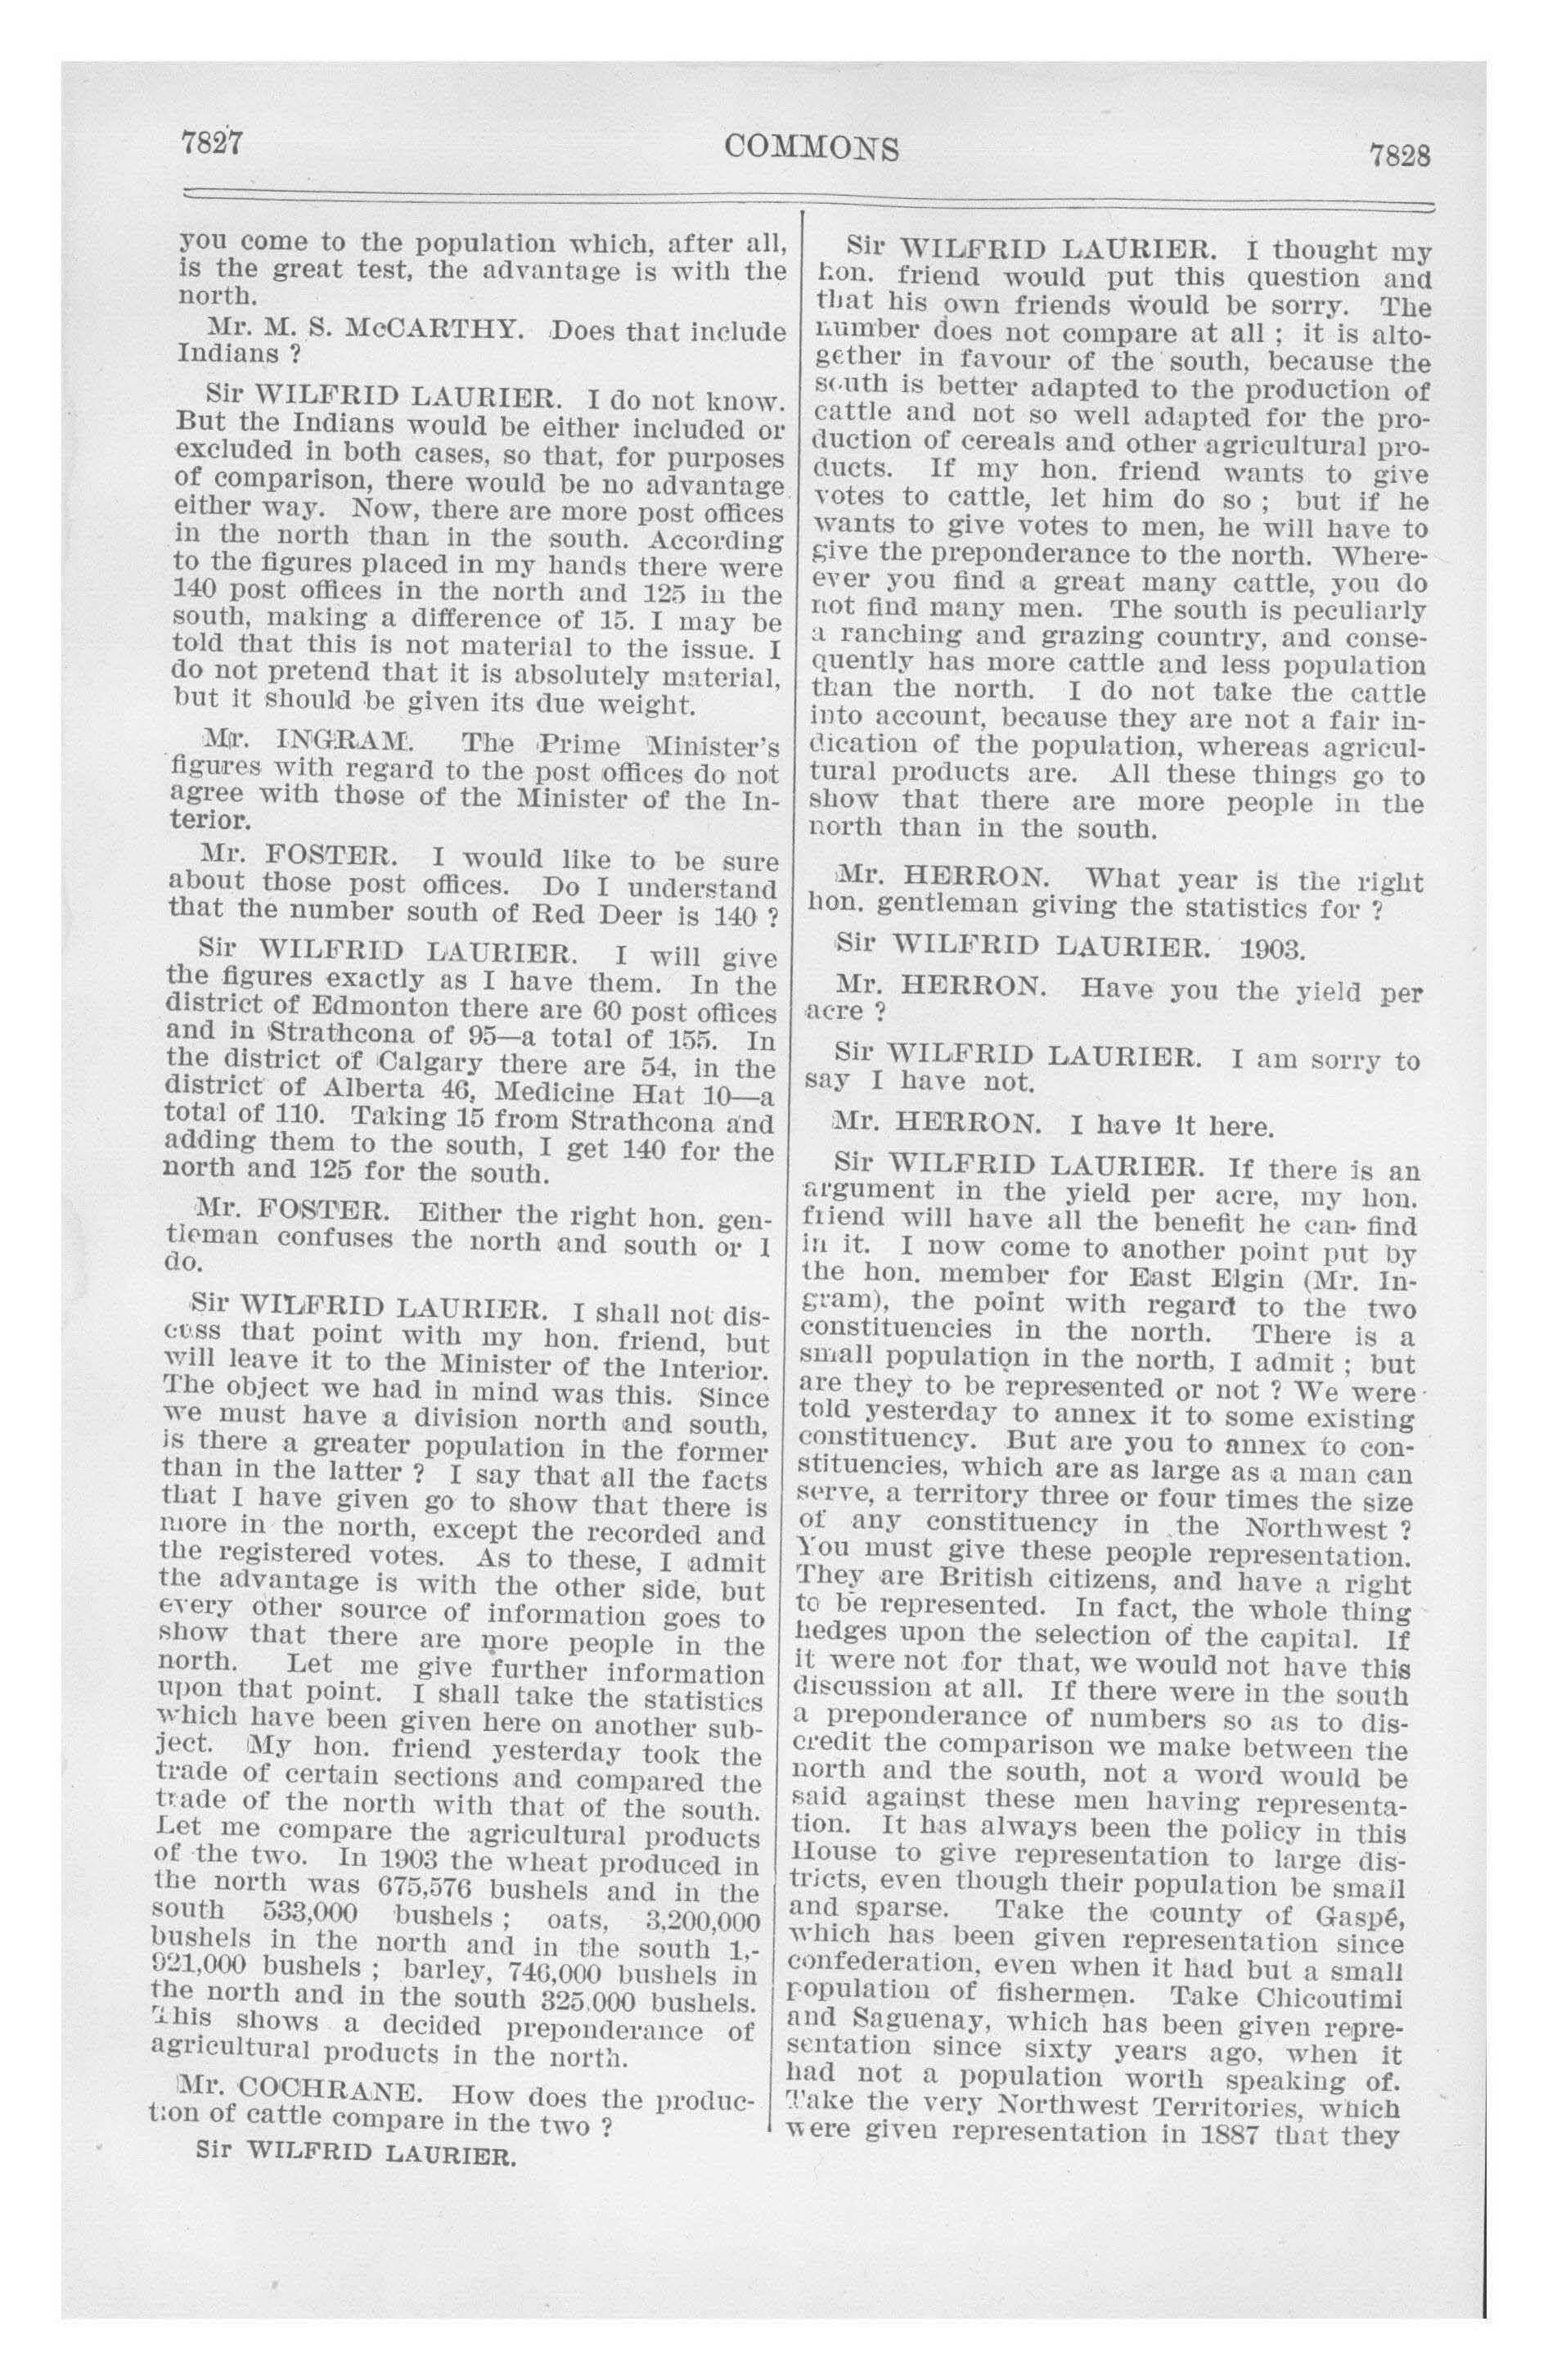 7827
COMMONS
7828
you come to the population which, after all,
is the great test, the advantage is with the
north.
Mr. M. S. McCARTHY. Does that include
Indians ?
Sir WILFRID LAURIER. I do not know.
But the Indians would be either included or
excluded in both cases, so that, for purposes
of comparison, there would be no advantage
either way. Now, there are more post offices
in the north than in the south. According
to the figures placed in my hands there were
140 post offices in the north and 125 in the
south, making a difference of 15. I may be
told that this is not material to the issue. I
do not pretend that it is absolutely material,
but it should be given its due weight.
Mr. INGRAM. The Prime Minister's
figures with regard to the post offices do not
agree with those of the Minister of the In-
terior.
Mr. FOSTER. I would like to be sure
about those post offices. Do I understand
that the number south of Red Deer is 140 ?
Sir WILFRID LAURIER. I will give
the figures exactly as I have them. In the
district of Edmonton there are 60 post offices
and in Strathcona of 95—a total of 155. In
the district of Calgary there are 54, in the
district of Alberta 46, Medicine Hat 10—a
total of 110. Taking 15 from Strathcona and
adding them to the south, I get 140 for the
north and 125 for the south.
Mr. FOSTER. Either the right hon. gen-
tleman confuses the north and south or I
do.
Sir WILFRID LAURIER. I shall not dis-
cuss that point with my hon. friend, but
will leave it to the Minister of the Interior.
The object we had in mind was this. Since
we must have a division north and south,
is there a greater population in the former
than in the latter ? I say that all the facts
that I have given go to show that there is
more in the north, except the recorded and
the registered votes. As to these, I admit
the advantage is with the other side, but
every other source of information goes to
show that there are more people in the
north. Let me give further information
upon that point. I shall take the statistics
which have been given here on another sub-
ject. My hon. friend yesterday took the
trade of certain sections and compared the
trade of the north with that of the south.
Let me compare the agricultural products
of the two. In 1903 the wheat produced in
the north was 675,576 bushels and in the
south 533,000 bushels ; oats, 3,200,000
bushels in the north and in the south 1,-
921,000 bushels ; barley, 746,000 bushels in
the north and in the south 325,000 bushels.
This shows a decided preponderance of
agricultural products in the north.
Mr. COCHRANE. How does the produc-
tion of cattle compare in the two ?
Sir WILFRID LAURIER.
Sir WILFRID LAURIER. I thought my
hon. friend would put this question and
that his own friends would be sorry. The
number does not compare at all ; it is alto-
gether in favour of the south, because the
south is better adapted to the production of
cattle and not so well adapted for the pro-
duction of cereals and other agricultural pro-
ducts. If my hon. friend wants to give
votes to cattle, let him do so ; but if he
wants to give votes to men, he will have to
give the preponderance to the north. Where-
ever you find a great many cattle, you do
not find many men. The south is peculiarly
a ranching and grazing country, and conse-
quently has more cattle and less population
than the north. I do not take the cattle
into account, because they are not a fair in-
dication of the population, whereas agricul-
tural products are. All these things go to
show that there are more people in the
north than in the south.
Mr. HERRON. What year is the right
hon. gentleman giving the statistics for ?
Sir WILFRID LAURIER. 1903.
Mr. HERRON. Have you the yield per
acre ?
Sir WILFRID LAURIER. I am sorry to
say I have not.
Mr. HERRON. I have it here.
Sir WILFRID LAURIER. If there is an
argument in the yield per acre, my hon.
friend will have all the benefit he can find
in it. I now come to another point put by
the hon. member for East Elgin (Mr. In-
gram), the point with regard to the two
constituencies in the north. There is a
small population in the north, I admit ; but
are they to be represented or not ? We were
told yesterday to annex it to some existing
constituency. But are you to annex to con-
stituencies, which are as large as a man can
serve, a territory three or four times the size
of any constituency in the Northwest ?
You must give these people representation.
They are British citizens, and have a right
to be represented. In fact, the whole thing
hedges upon the selection of the capital. If
it were not for that, we would not have this
discussion at all. If there were in the south
a preponderance of numbers so as to dis-
credit the comparison we make between the
north and the south, not a word would be
said against these men having representa-
tion. It has always been the policy in this
House to give representation to large dis-
tricts, even though their population be small
and sparse. Take the county of Gaspé,
which has been given representation since
confederation, even when it had but a small
population of fishermen. Take Chicoutimi
and Saguenay, which has been given repre-
sentation since sixty years ago, when it
had not a population worth speaking of.
Take the very Northwest Territories, which
were given representation in 1887 that they